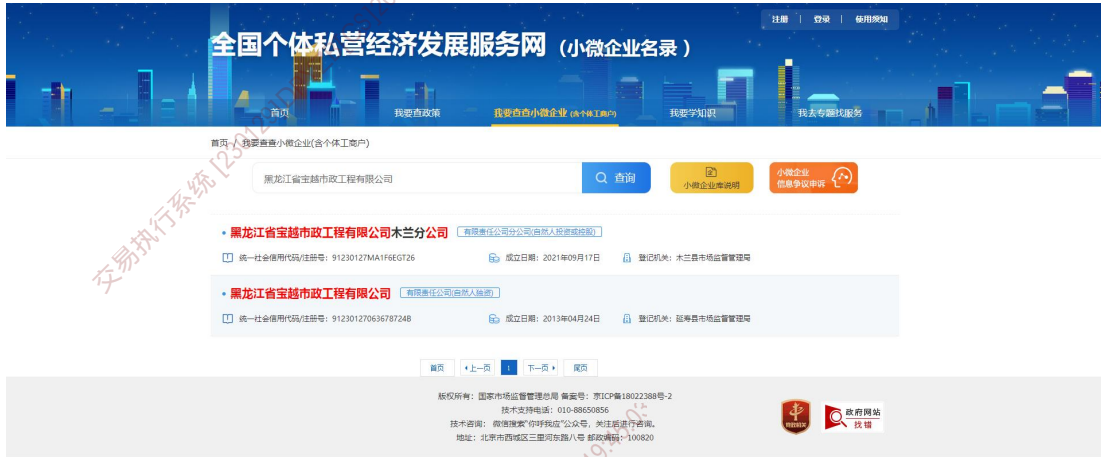 注册 | 登录 | 使用须知
全国个体私营经济发展服务网 (小微企业名录 )
首页 我要查政策 我要查查小微企业 (含个体工商户) 我要学知识 我去专题找服务
首页 / 我要查查小微企业(含个体工商户)
黑龙江省宝越市政工程有限公司 查询 小微企业库说明 小微企业
信息争议申诉
• 黑龙江省宝越市政工程有限公司木兰分公司 有限责任公司分公司(自然人投资或控股)
统一社会信用代码/注册号：91230127MA1F6EGT26 成立日期：2021年09月17日 登记机关：木兰县市场监督管理局
• 黑龙江省宝越市政工程有限公司 有限责任公司(自然人独资)
统一社会信用代码/注册号：91230127063678724B 成立日期：2013年04月24日 登记机关：延寿县市场监督管理局
首页 上一页 1 下一页 尾页
版权所有：国家市场监督管理总局 备案号：京ICP备18022388号-2
技术支持电话：010-88650856
技术咨询： 微信搜索"你呼我应"公众号，关注后进行咨询。
地址：北京市西城区三里河东路八号 邮政编码：100820
党政机关
政府网站
找错
交易执行系统